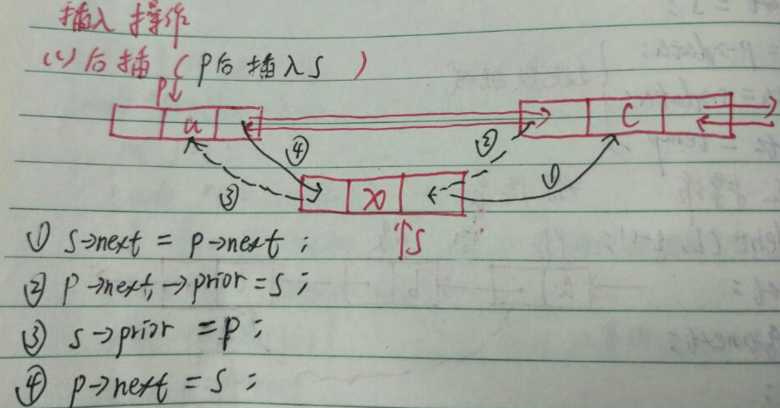 插入操作
(1)后插（P后插入S）
P
a
C
④
②
③
①
X
S
① S->next = P->next ;
② P->next->prior = S ;
③ S->prior = P ;
④ P->next = S ;